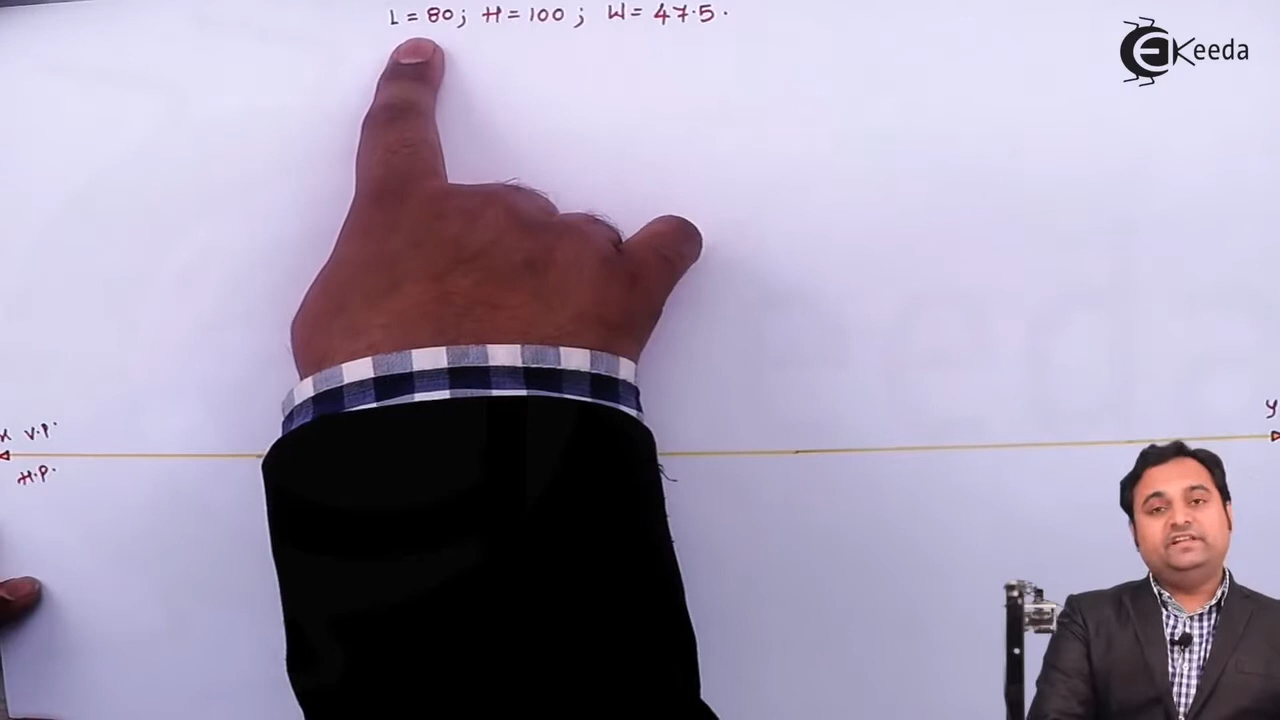 L = 80; H = 100; W = 47.5.
EKeeda
X V.P.
Y
H.P.